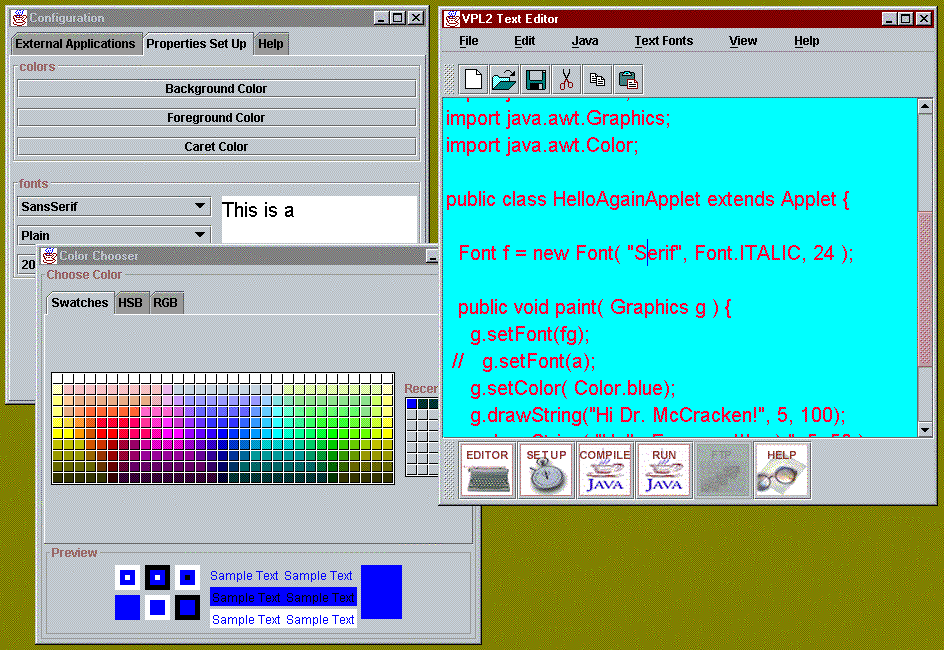 Configuration
External Applications Properties Set Up Help
colors
Background Color
Foreground Color
Caret Color
fonts
SansSerif
This is a
Plain
20
Color Chooser
Choose Color
Swatches HSB RGB
Recen
Preview
Sample Text Sample Text
Sample Text Sample Text
Sample Text Sample Text
VPL2 Text Editor
File Edit Java Text Fonts View Help
import java.awt.Graphics;
import java.awt.Color;
public class HelloAgainApplet extends Applet {
Font f = new Font( "Serif", Font.ITALIC, 24 );
public void paint( Graphics g ) {
g.setFont(fg);
// g.setFont(a);
g.setColor( Color.blue);
g.drawString("Hi Dr. McCracken!", 5, 100);
EDITOR SETUP COMPILE RUN FTP HELP
JAVA JAVA